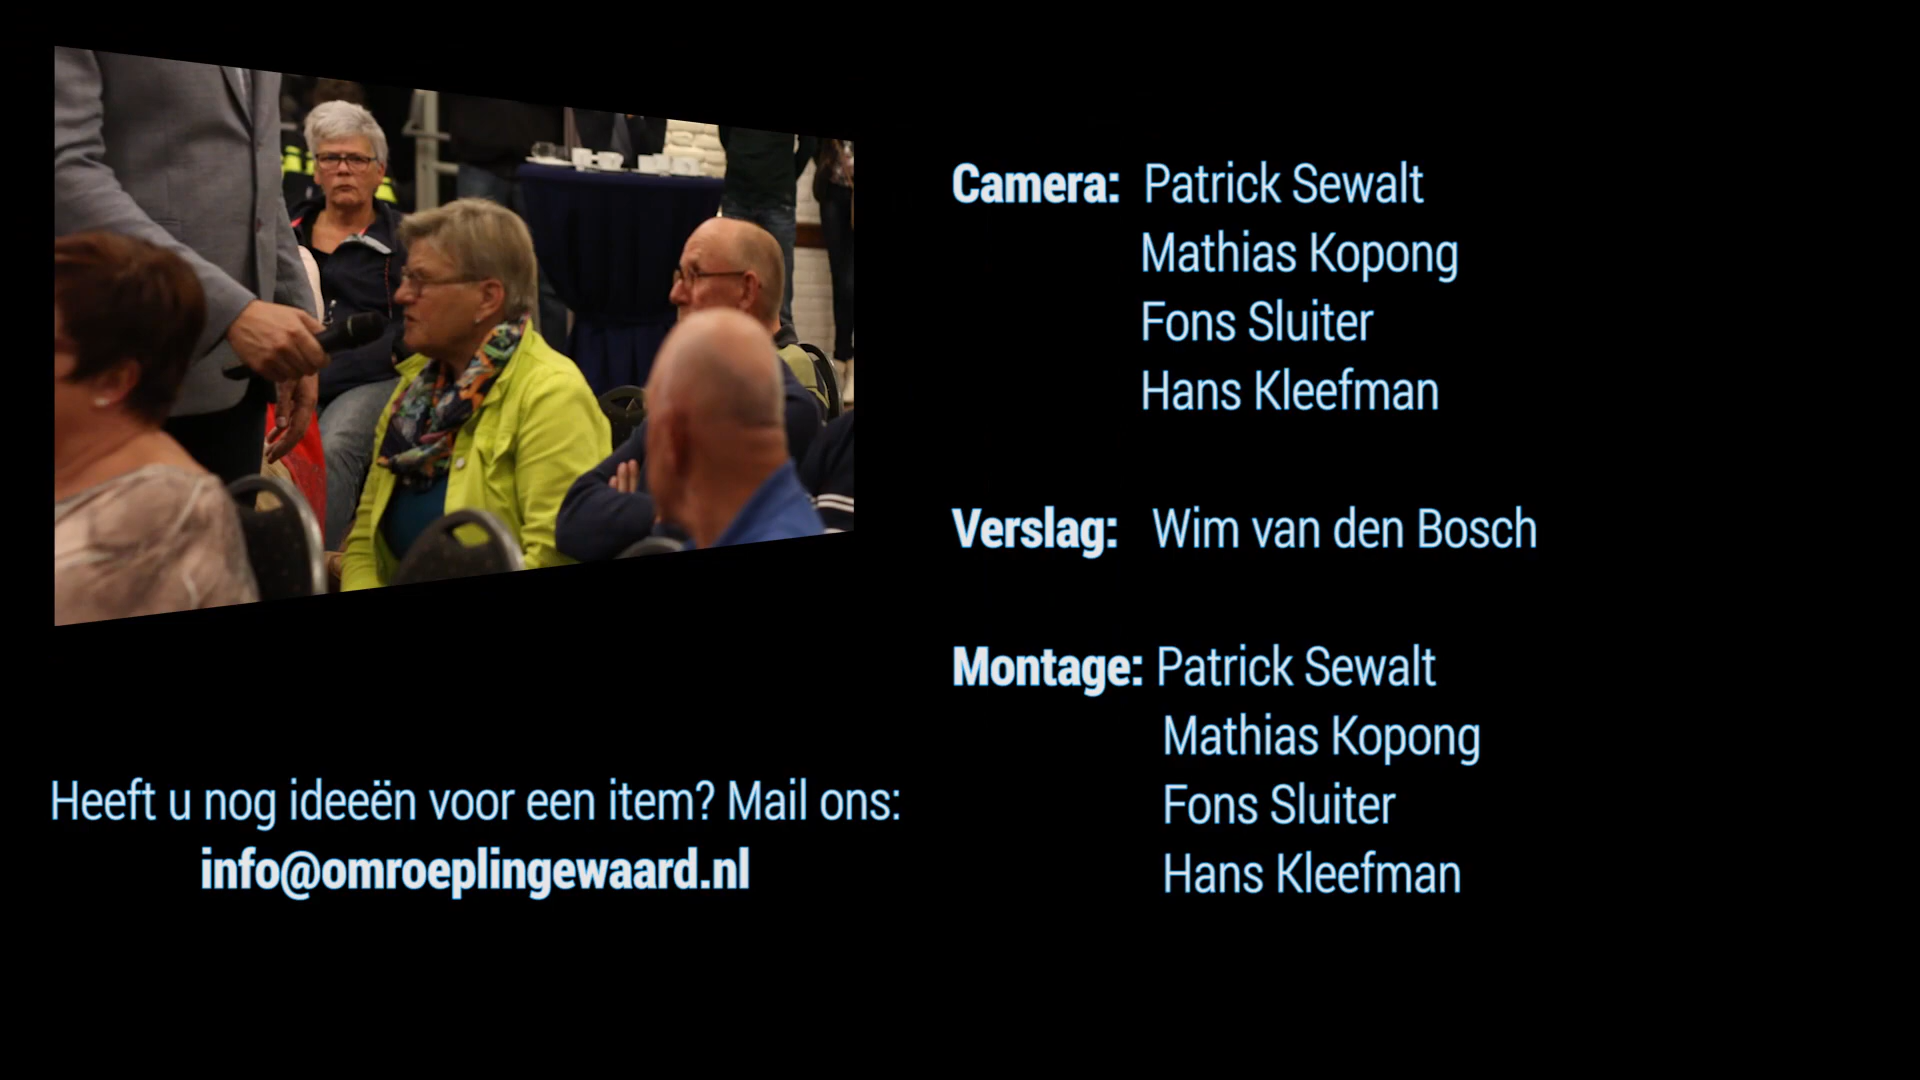 Camera: Patrick Sewalt
Mathias Kopong
Fons Sluiter
Hans Kleefman
Verslag: Wim van den Bosch
Montage: Patrick Sewalt
Mathias Kopong
Fons Sluiter
Hans Kleefman
Heeft u nog ideeën voor een item? Mail ons:
info@omroeplingewaard.nl